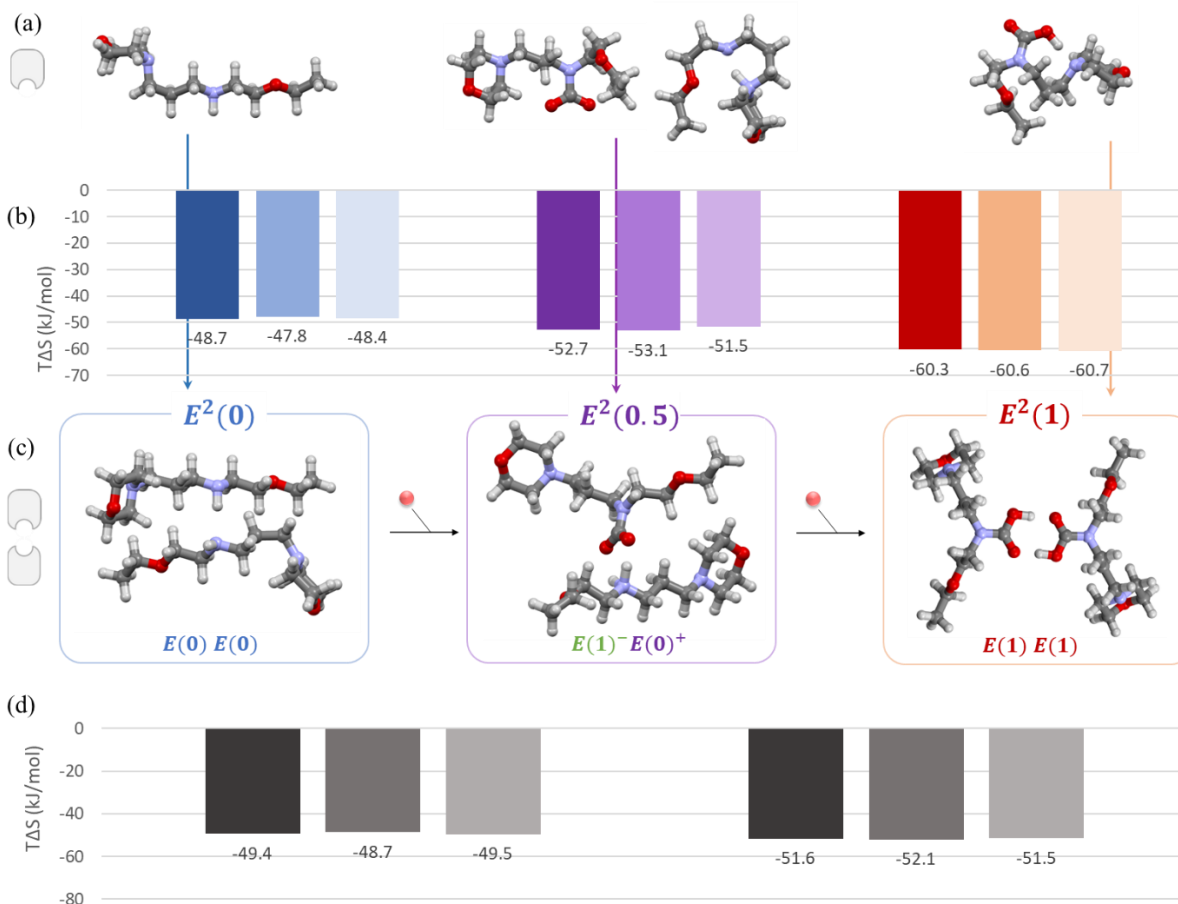 (a)
(b)
TΔS (kJ/mol)
0
-10
-20
-30
-40
-50
-60
-70
-48.7 -47.8 -48.4
-52.7 -53.1 -51.5
-60.3 -60.6 -60.7
(c)
E²(0) E²(0.5) E²(1)
E(0) E(0) E(1)⁻E(0)⁺ E(1) E(1)
(d)
TΔS (kJ/mol)
0
-20
-40
-60
-80
-49.4 -48.7 -49.5
-51.6 -52.1 -51.5